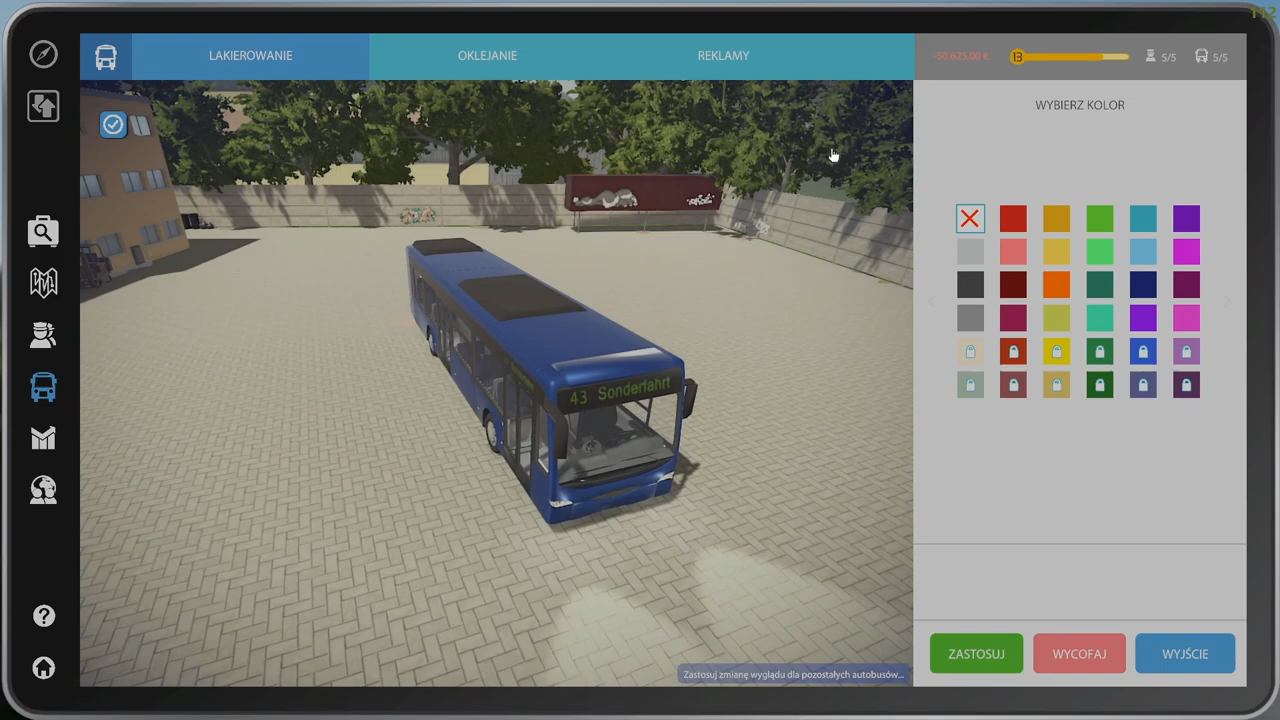 112
LAKIEROWANIE
OKLEJANIE
REKLAMY
-50.625,00 €
13
5/5
5/5
WYBIERZ KOLOR
43 Sonderfahrt
Zastosuj zmianę wyglądu dla pozostałych autobusów...
ZASTOSUJ
WYCOFAJ
WYJŚCIE